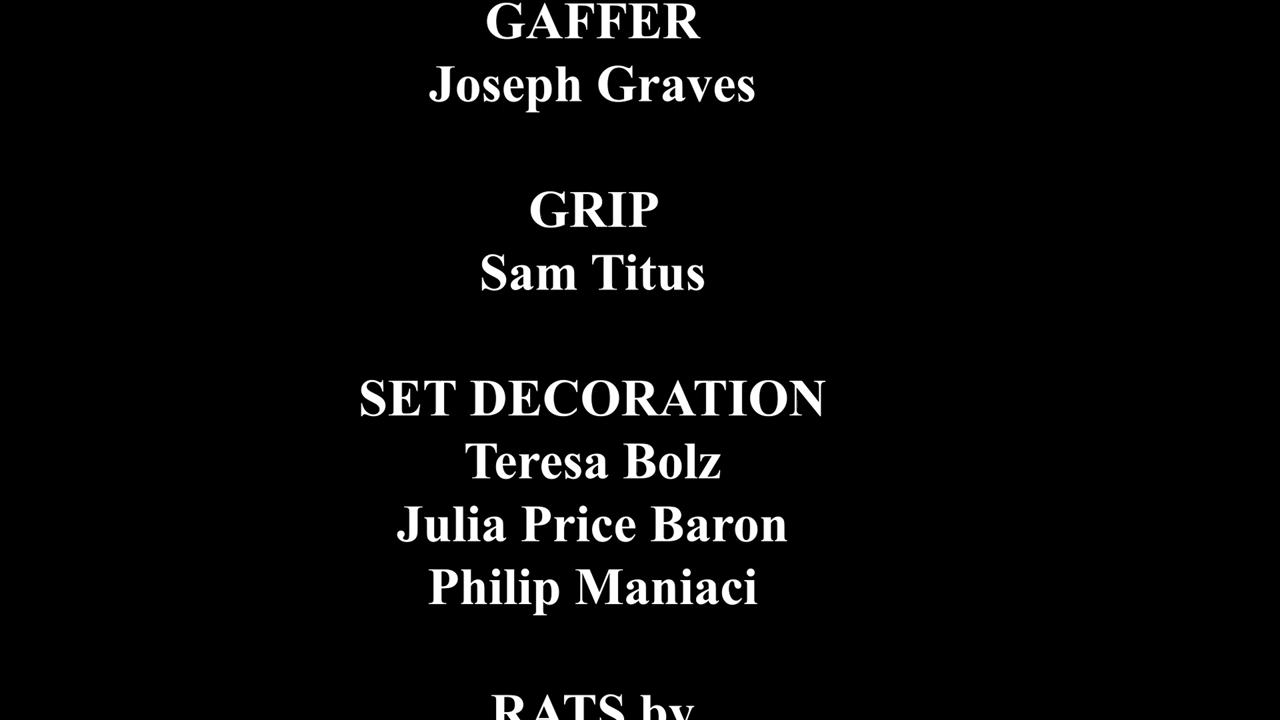 GAFFER
Joseph Graves
GRIP
Sam Titus
SET DECORATION
Teresa Bolz
Julia Price Baron
Philip Maniaci
RATS by